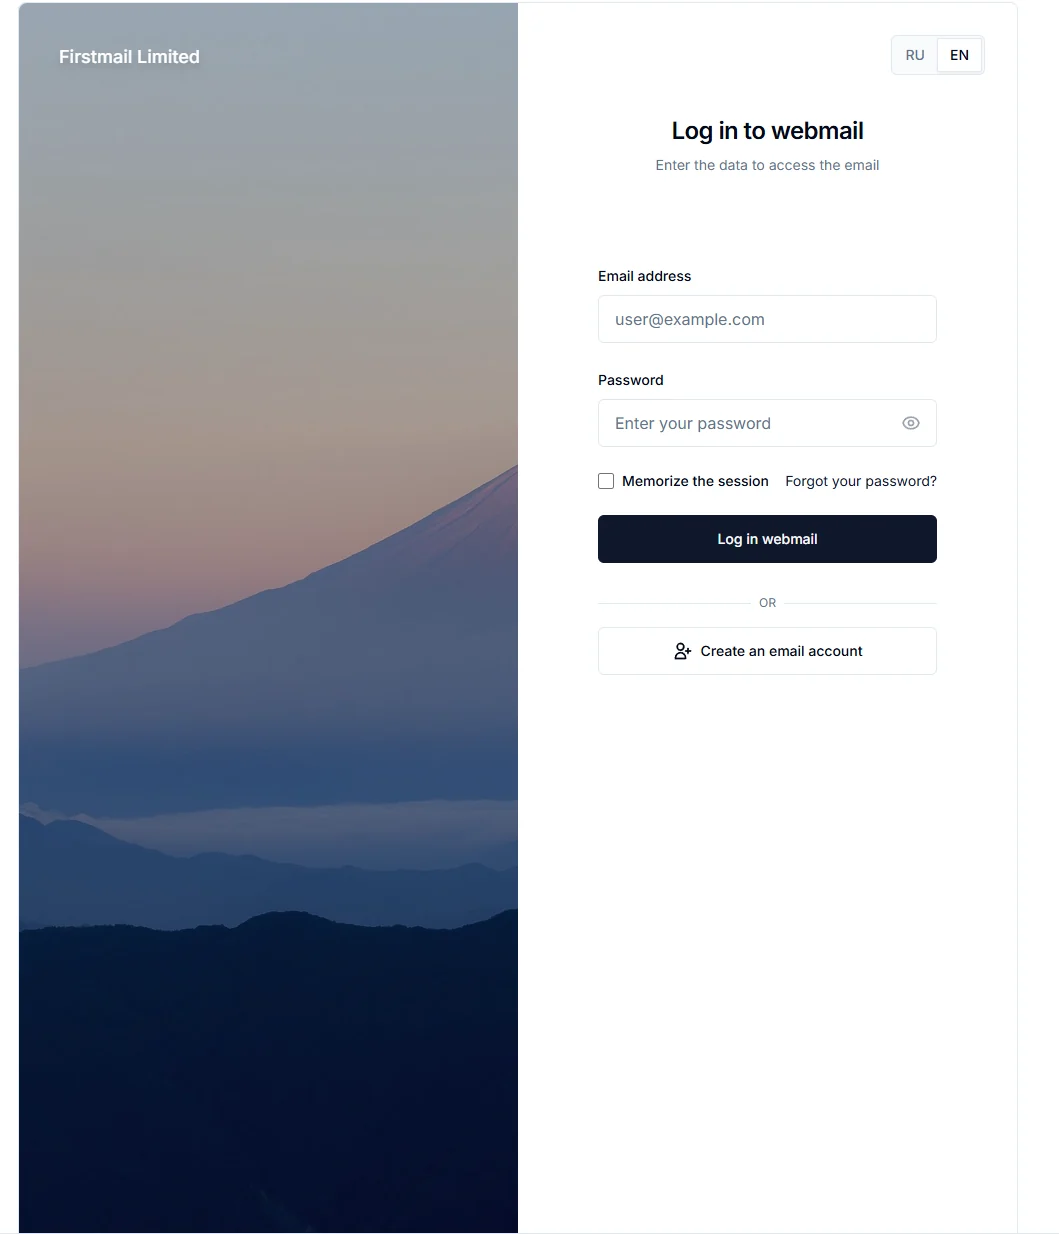 Firstmail Limited
RU EN
Log in to webmail
Enter the data to access the email
Email address
user@example.com
Password
Enter your password
Memorize the session Forgot your password?
Log in webmail
OR
Create an email account